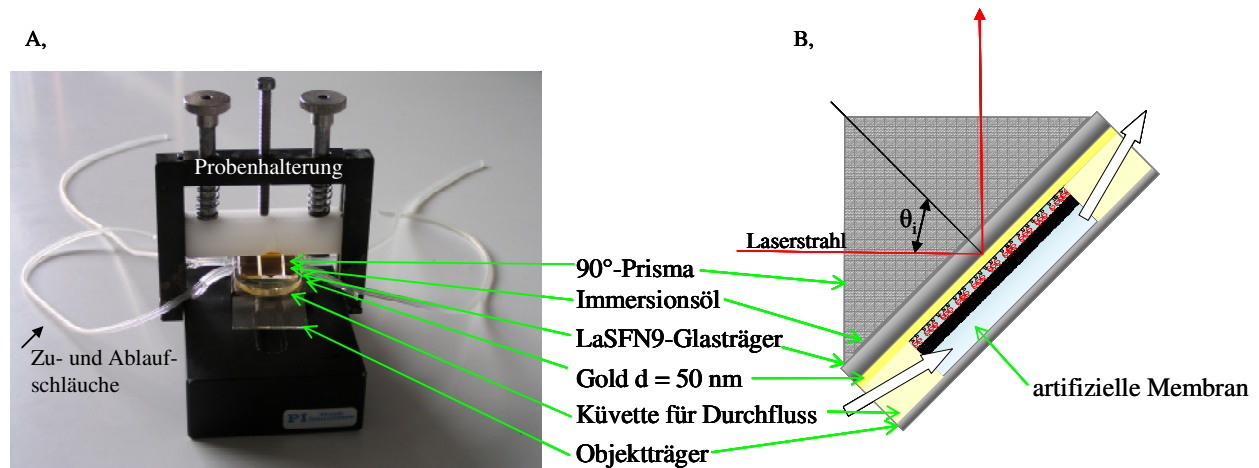 A,
B,
Probenhalterung
Zu- und Ablauf-
schläuche
Laserstrahl
θi
90°-Prisma
Immersionsöl
LaSFN9-Glasträger
Gold d = 50 nm
Küvette für Durchfluss
Objektträger
artifizielle Membran
PI